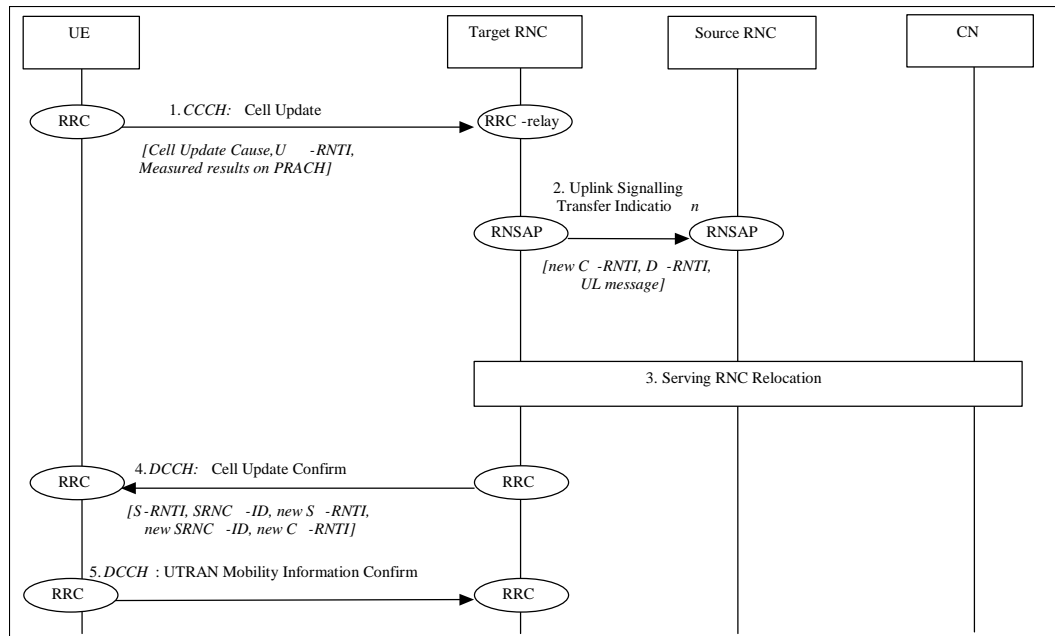 UE
Target RNC
Source RNC
CN
1. CCCH: Cell Update
RRC
RRC -relay
[Cell Update Cause,U -RNTI,
Measured results on PRACH]
2. Uplink Signalling
Transfer Indicatio n
RNSAP
RNSAP
[new C -RNTI, D -RNTI,
UL message]
3. Serving RNC Relocation
4. DCCH: Cell Update Confirm
RRC
RRC
[S-RNTI, SRNC -ID, new S -RNTI,
new SRNC -ID, new C -RNTI]
5. DCCH : UTRAN Mobility Information Confirm
RRC
RRC